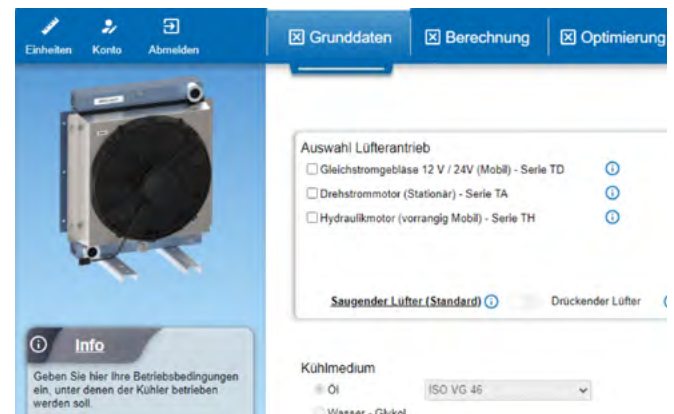 Einheiten Konto Abmelden
Grunddaten Berechnung Optimierung
Auswahl Lüfterantrieb
Gleichstromgebläse 12 V / 24V (Mobil) - Serie TD
Drehstrommotor (Stationär) - Serie TA
Hydraulikmotor (vorrangig Mobil) - Serie TH
Saugender Lüfter (Standard) Drückender Lüfter
Info
Geben Sie hier Ihre Betriebsbedingungen
ein, unter denen der Kühler betrieben
werden soll.
Kühlmedium
Öl ISO VG 46
Wasser - Glykol